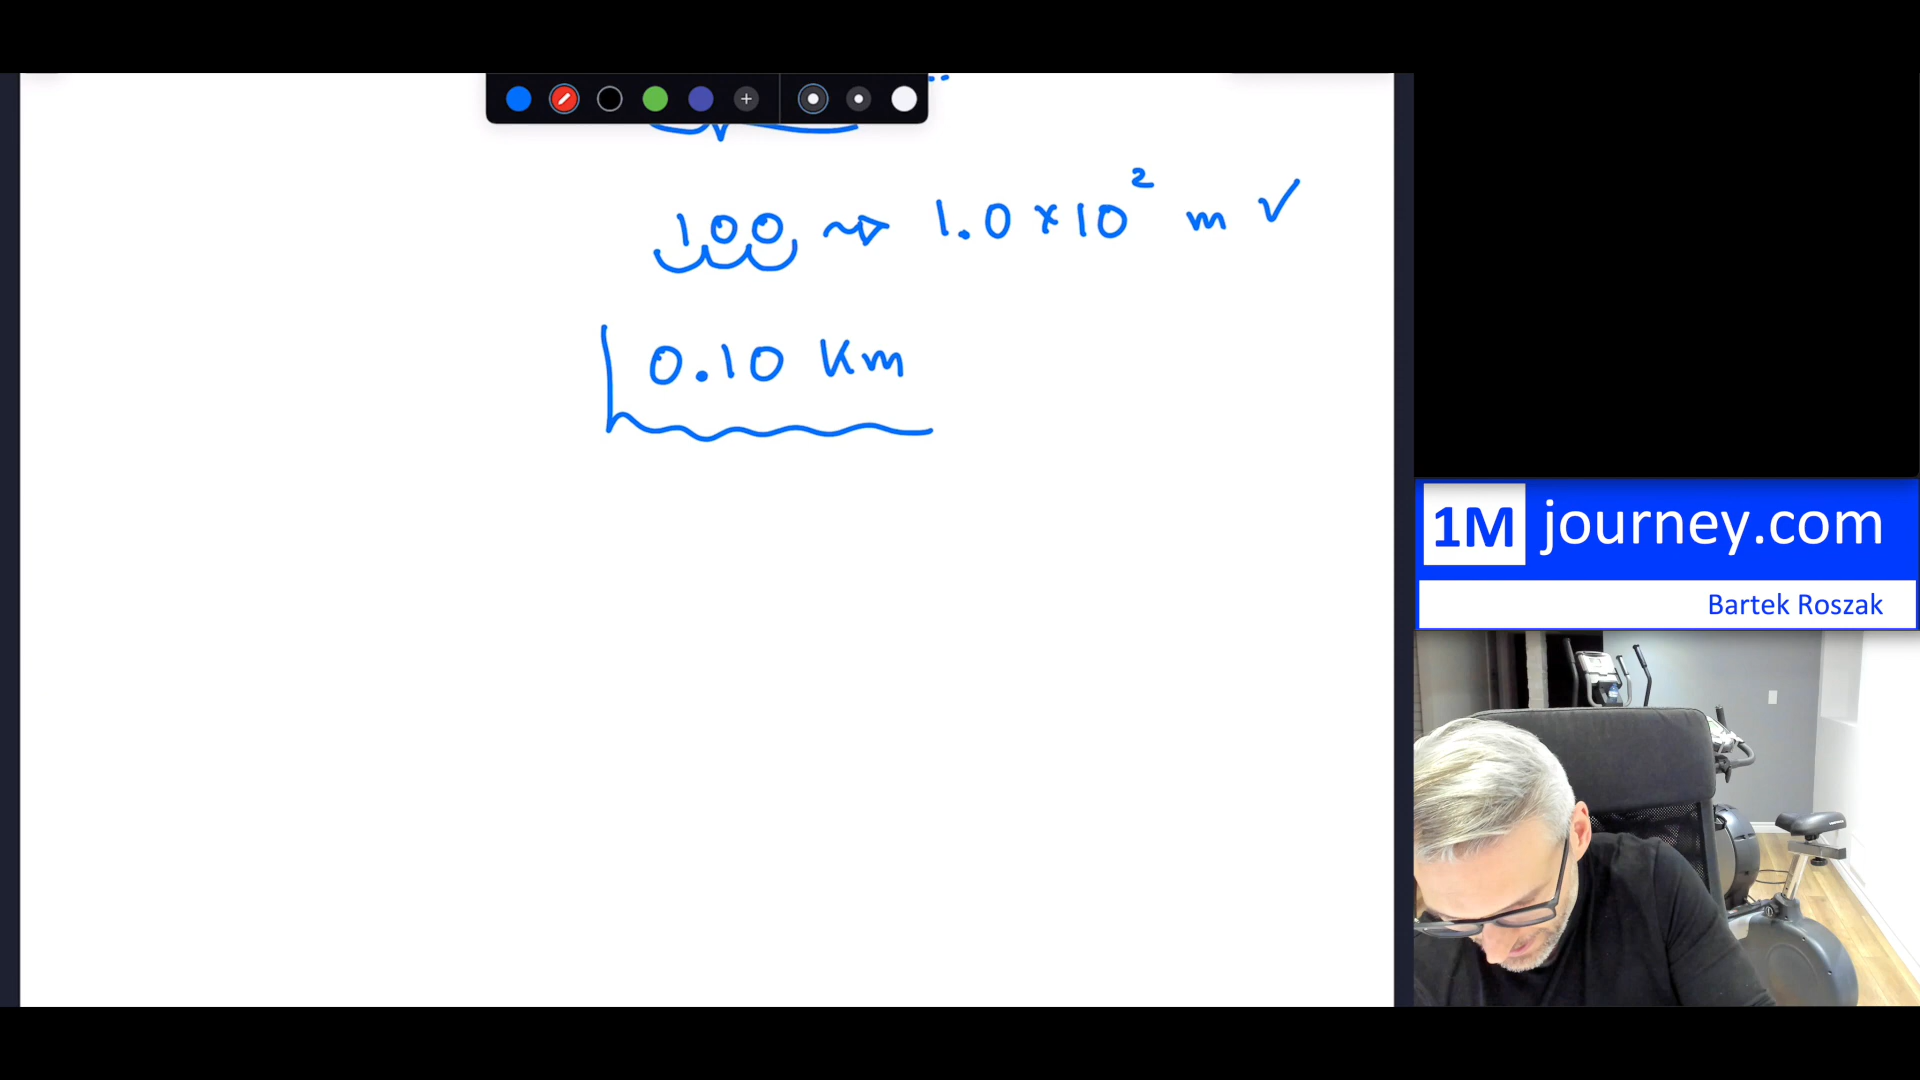 100 ⇝ 1.0 × 10² m ✓
0.10 Km
1M journey.com
Bartek Roszak